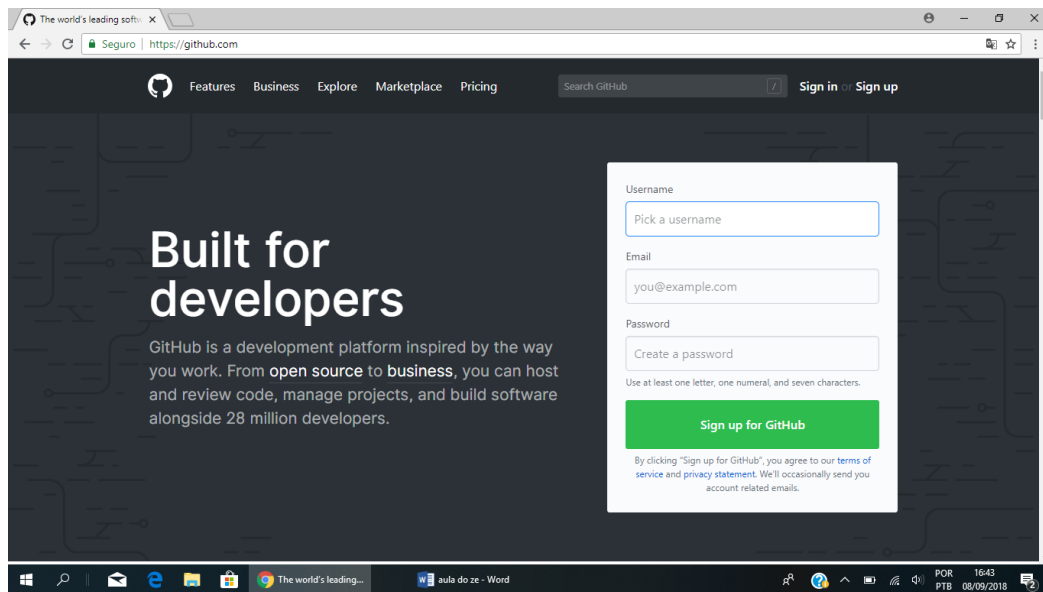 The world's leading softw
Seguro | https://github.com
Features Business Explore Marketplace Pricing Search GitHub / Sign in or Sign up
Username
Pick a username
Built for
developers
Email
you@example.com
GitHub is a development platform inspired by the way
you work. From open source to business, you can host
and review code, manage projects, and build software
alongside 28 million developers.
Password
Create a password
Use at least one letter, one numeral, and seven characters.
Sign up for GitHub
By clicking "Sign up for GitHub", you agree to our terms of
service and privacy statement. We'll occasionally send you
account related emails.
The world's leading...
aula do ze - Word
POR 16:43
PTB 08/09/2018
2